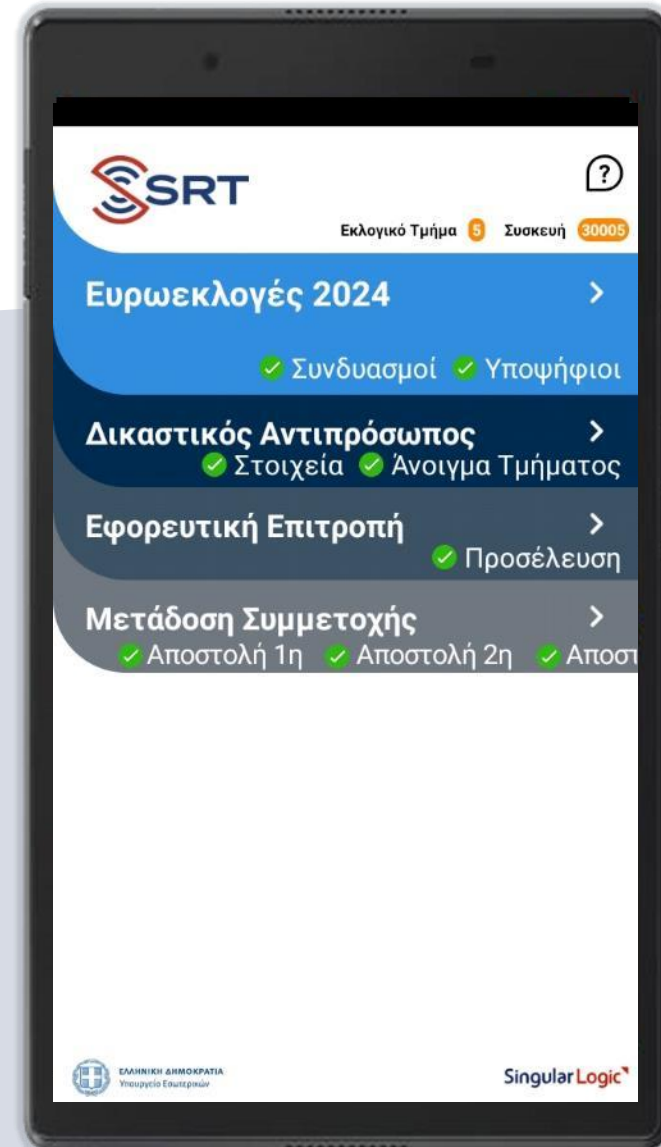 SRT
?
Εκλογικό Τμήμα 5 Συσκευή 30005
Ευρωεκλογές 2024
Συνδυασμοί Υποψήφιοι
Δικαστικός Αντιπρόσωπος
Στοιχεία Άνοιγμα Τμήματος
Εφορευτική Επιτροπή
Προσέλευση
Μετάδοση Συμμετοχής
Αποστολή 1η Αποστολή 2η Αποστ
ΕΛΛΗΝΙΚΗ ΔΗΜΟΚΡΑΤΙΑ
Υπουργείο Εσωτερικών
SingularLogic